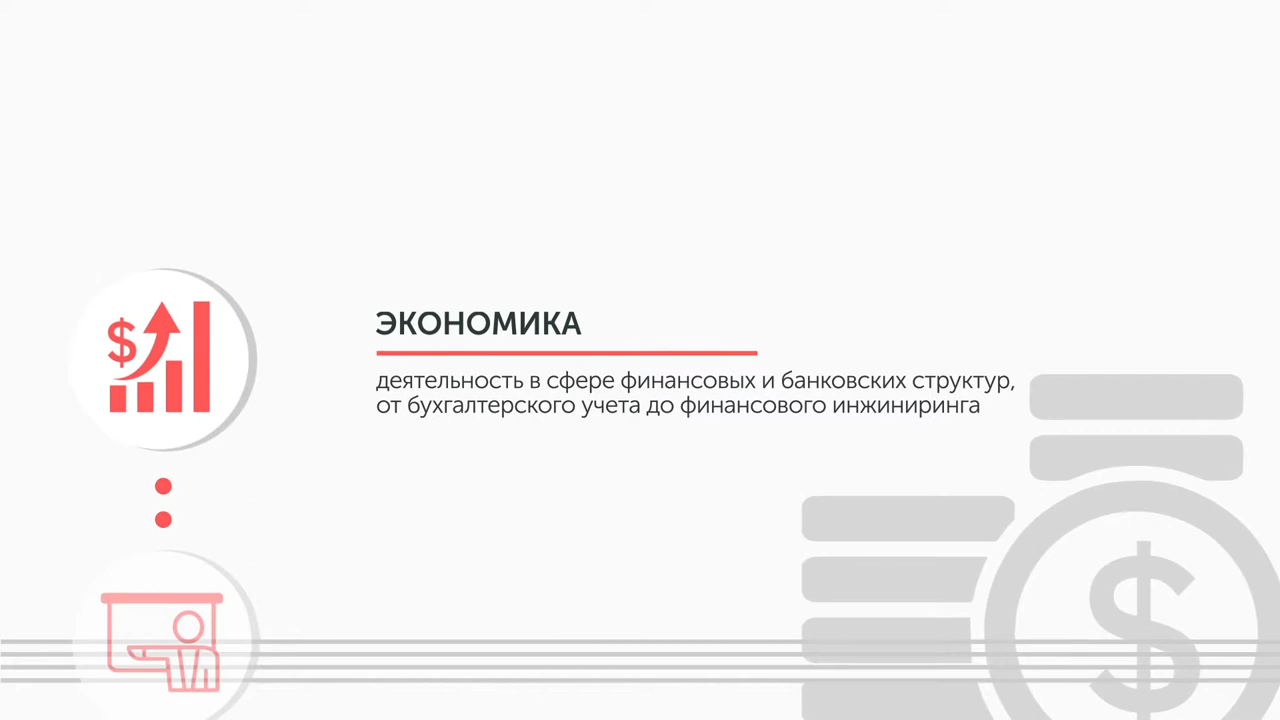 ЭКОНОМИКА
деятельность в сфере финансовых и банковских структур,
от бухгалтерского учета до финансового инжиниринга